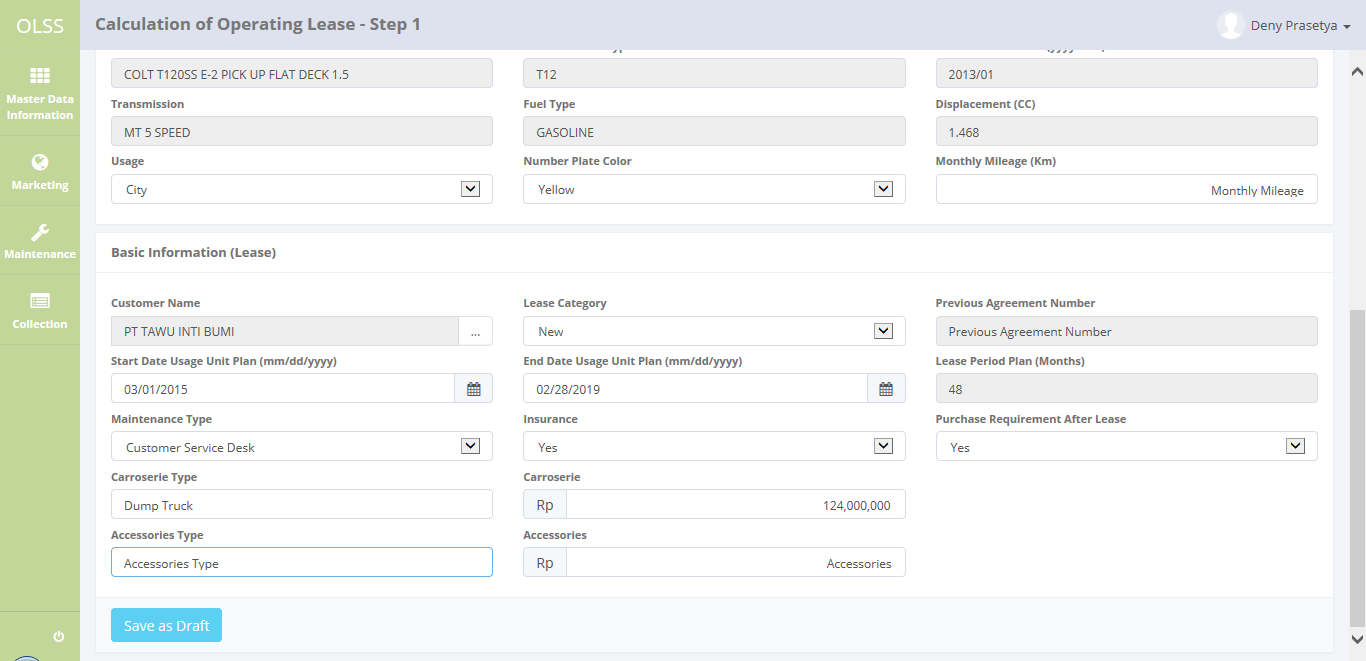 OLSS
Calculation of Operating Lease - Step 1
Deny Prasetya
Master Data
Information
Marketing
Maintenance
Collection
COLT T120SS E-2 PICK UP FLAT DECK 1.5
T12
2013/01
Transmission
Fuel Type
Displacement (CC)
MT 5 SPEED
GASOLINE
1.468
Usage
Number Plate Color
Monthly Mileage (Km)
City
Yellow
Monthly Mileage
Basic Information (Lease)
Customer Name
Lease Category
Previous Agreement Number
PT TAWU INTI BUMI
...
New
Previous Agreement Number
Start Date Usage Unit Plan (mm/dd/yyyy)
End Date Usage Unit Plan (mm/dd/yyyy)
Lease Period Plan (Months)
03/01/2015
02/28/2019
48
Maintenance Type
Insurance
Purchase Requirement After Lease
Customer Service Desk
Yes
Yes
Carroserie Type
Carroserie
Dump Truck
Rp 124,000,000
Accessories Type
Accessories
Accessories Type
Rp Accessories
Save as Draft